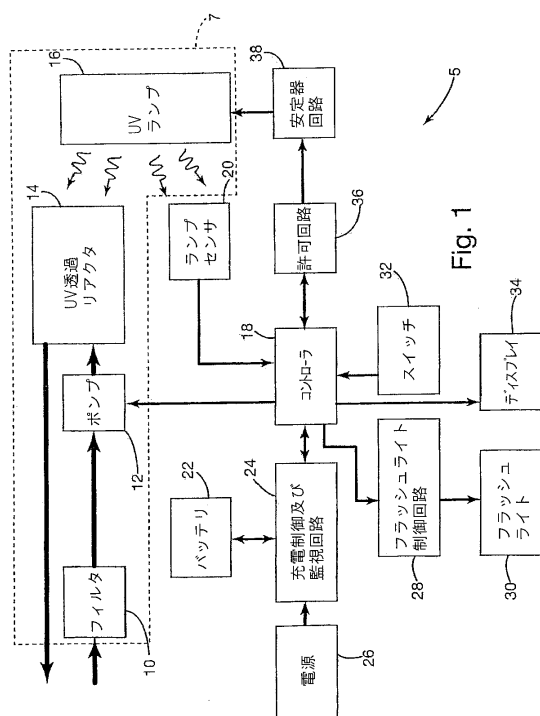 7
16
UV
ランプ
38
安定器
回路
5
14
UV透過
リアクタ
20
ランプ
センサ
36
許可回路
Fig. 1
18
コントローラ
32
スイッチ
34
ディスプレイ
ポンプ
12
24
充電制御及び
監視回路
22
バッテリ
フラッシュライト
制御回路
28
フラッシュ
ライト
30
フィルタ
10
電源
26